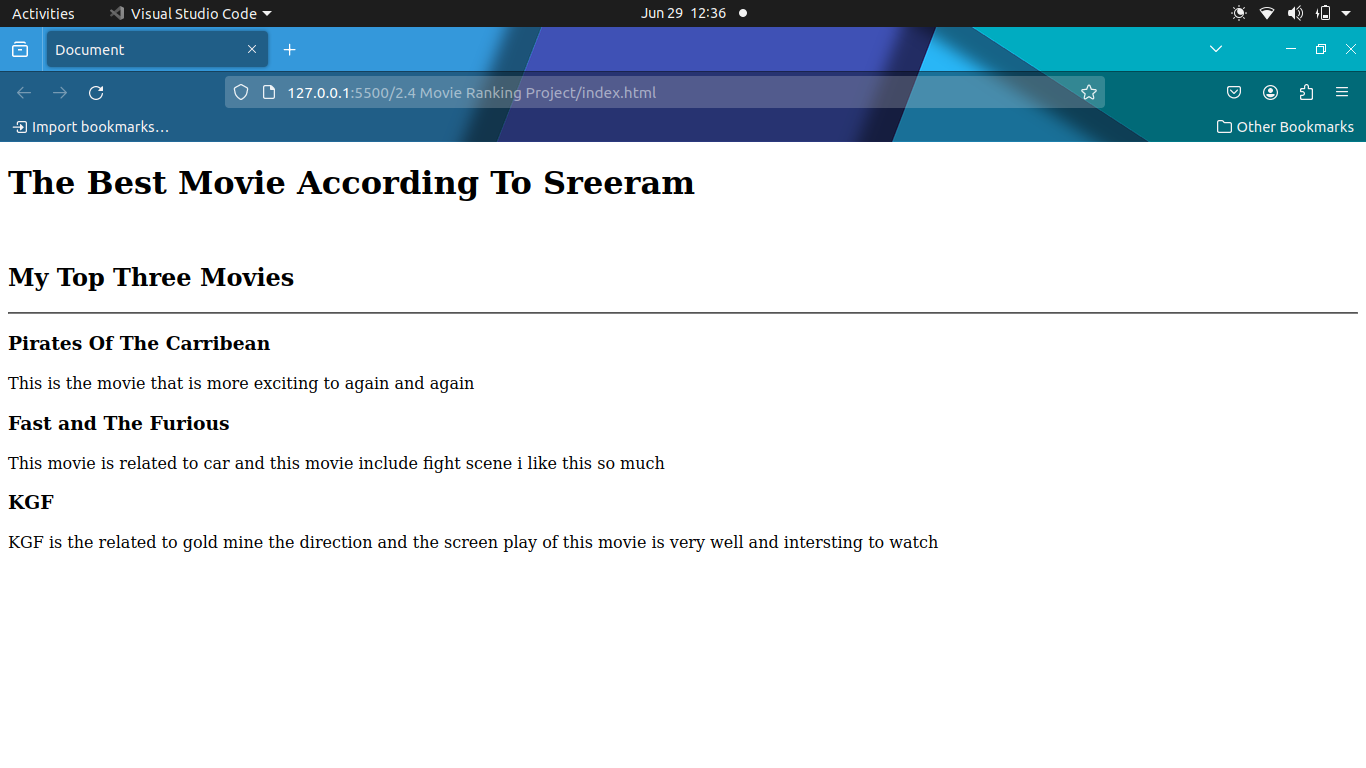 Activities Visual Studio Code Jun 29 12:36
Document
127.0.0.1:5500/2.4 Movie Ranking Project/index.html
Import bookmarks… Other Bookmarks
The Best Movie According To Sreeram
My Top Three Movies
Pirates Of The Carribean
This is the movie that is more exciting to again and again
Fast and The Furious
This movie is related to car and this movie include fight scene i like this so much
KGF
KGF is the related to gold mine the direction and the screen play of this movie is very well and intersting to watch